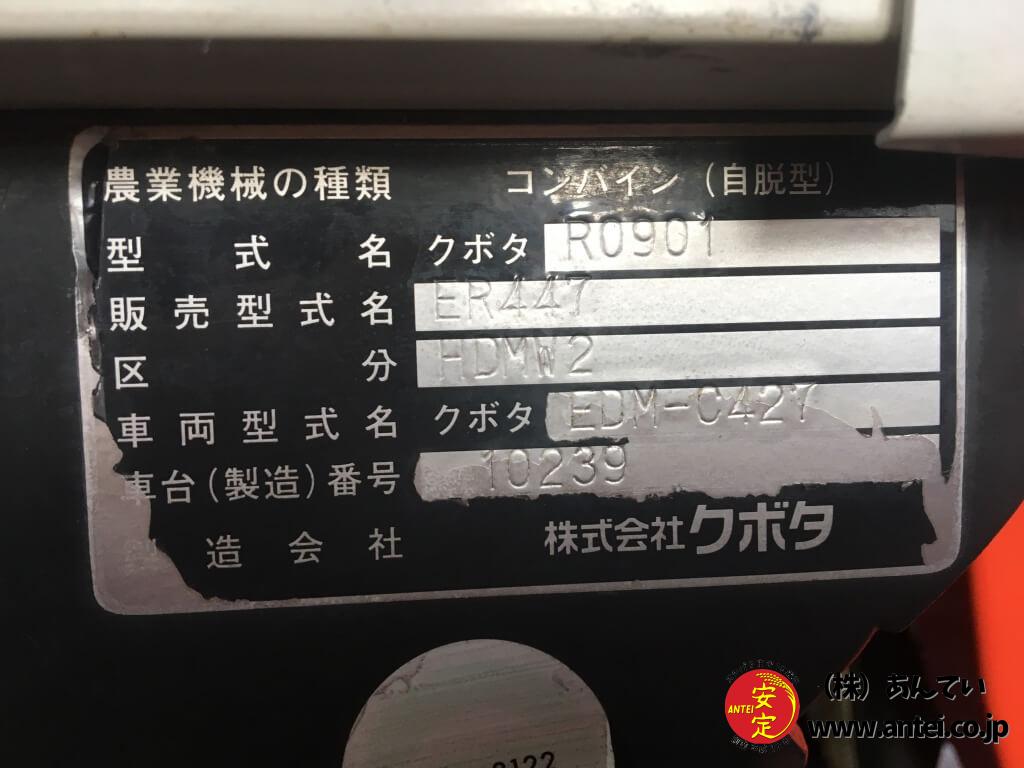 農業機械の種類 コンバイン(自脱型)
型式名 クボタ R0901
販売型式名 ER447
区分 HDMW2
車両型式名 クボタ EDM-C427
車台(製造)番号 10239
造会社 株式会社クボタ
ANTEI 安定
(株)あんてい
www.antei.co.jp